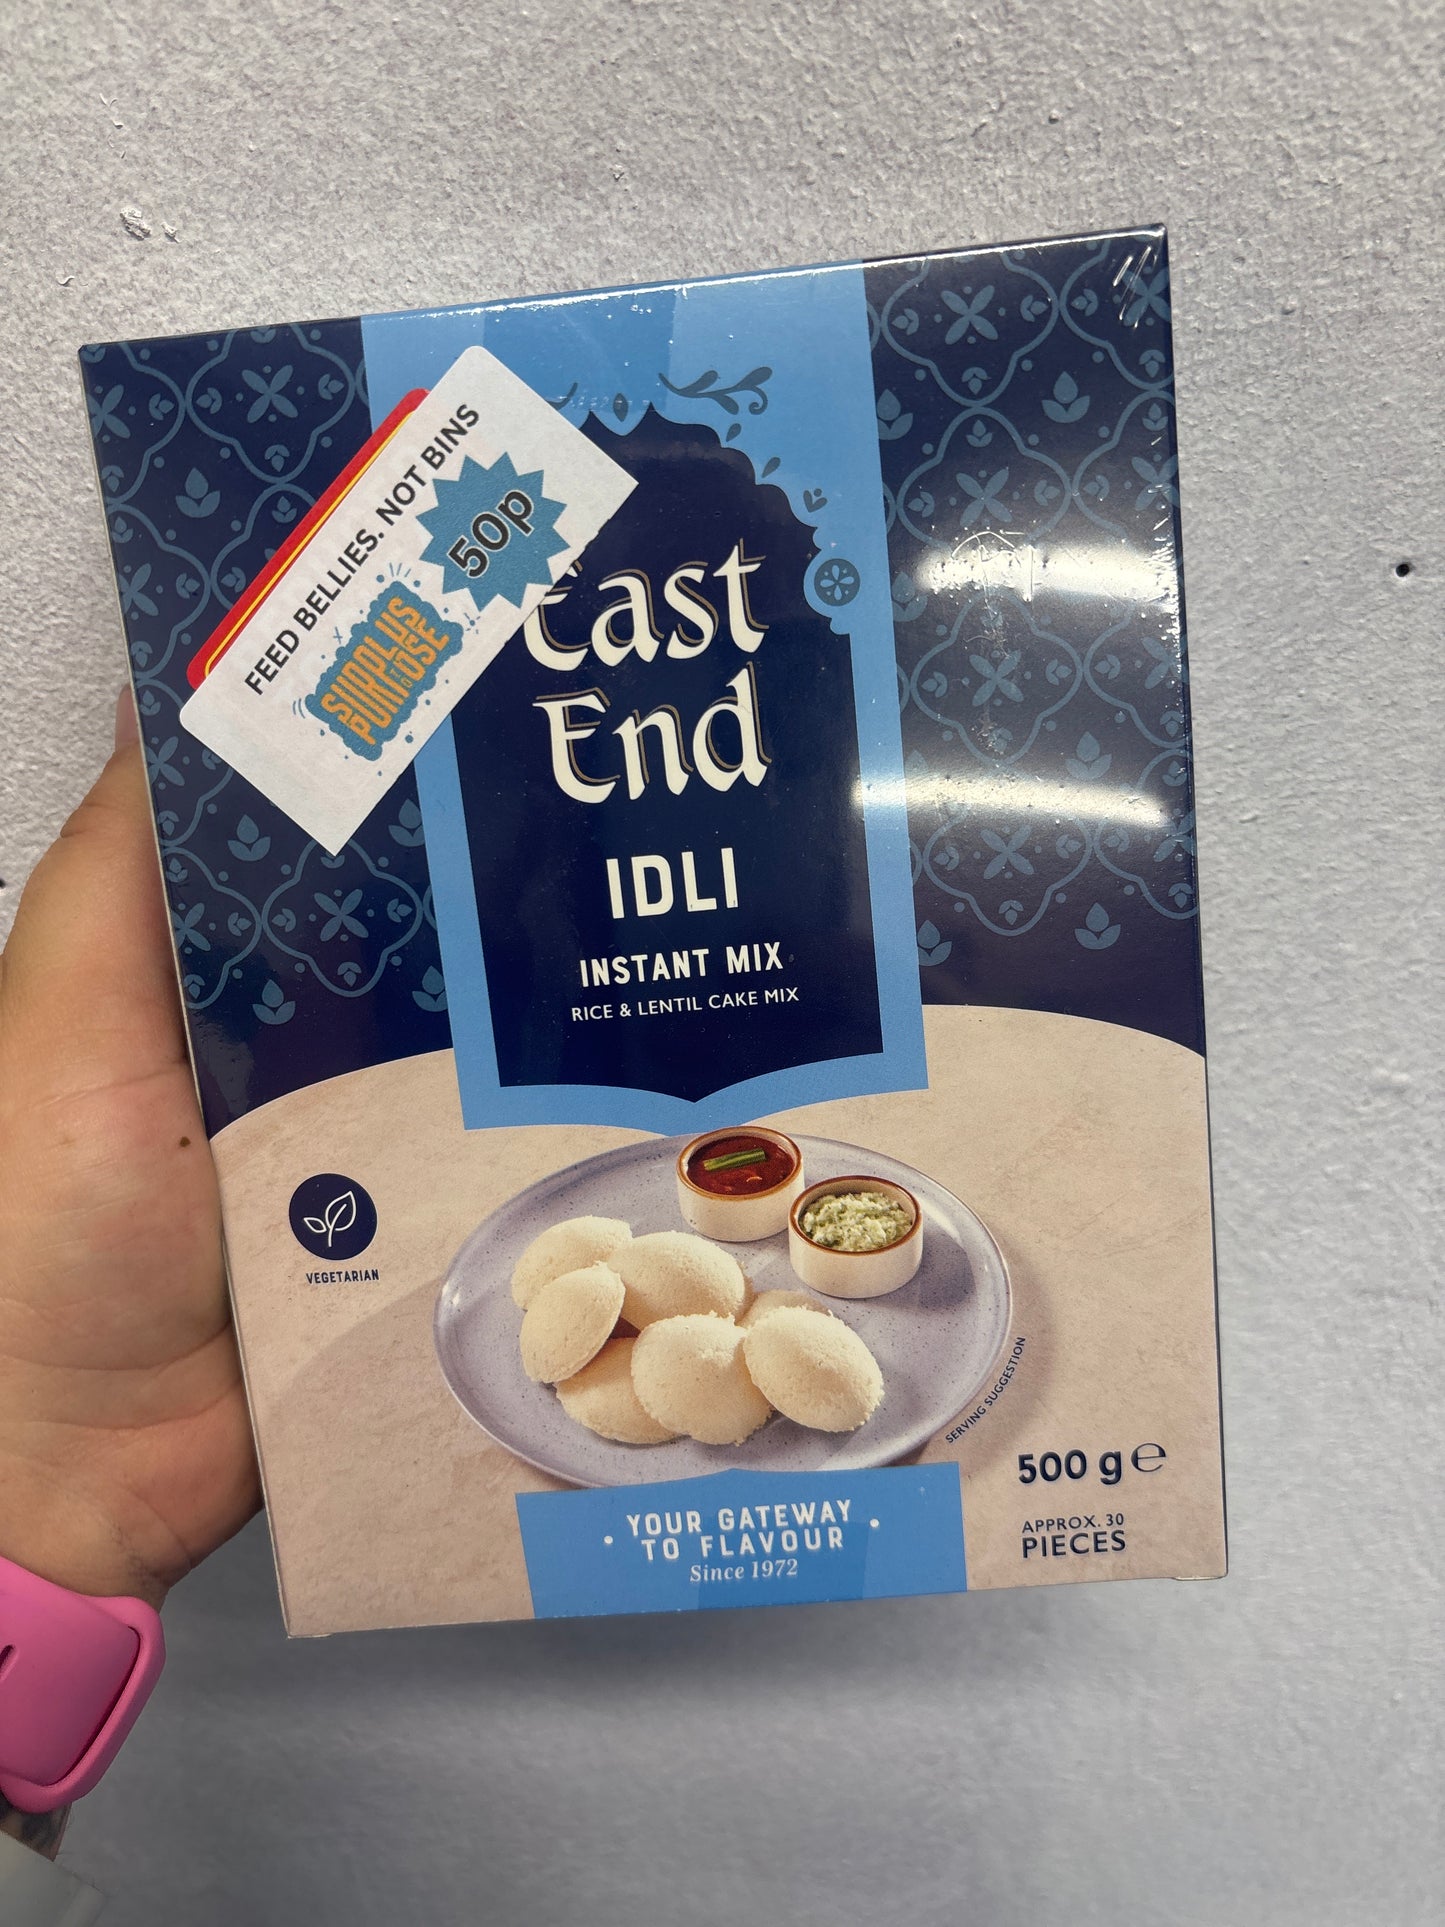 FEED BELLIES. NOT BINS
50p
SURPLUS
TO
PURPOSE
East
End
IDLI
INSTANT MIX
RICE & LENTIL CAKE MIX
VEGETARIAN
SERVING SUGGESTION
500 g e
APPROX. 30
PIECES
• YOUR GATEWAY •
TO FLAVOUR
Since 1972